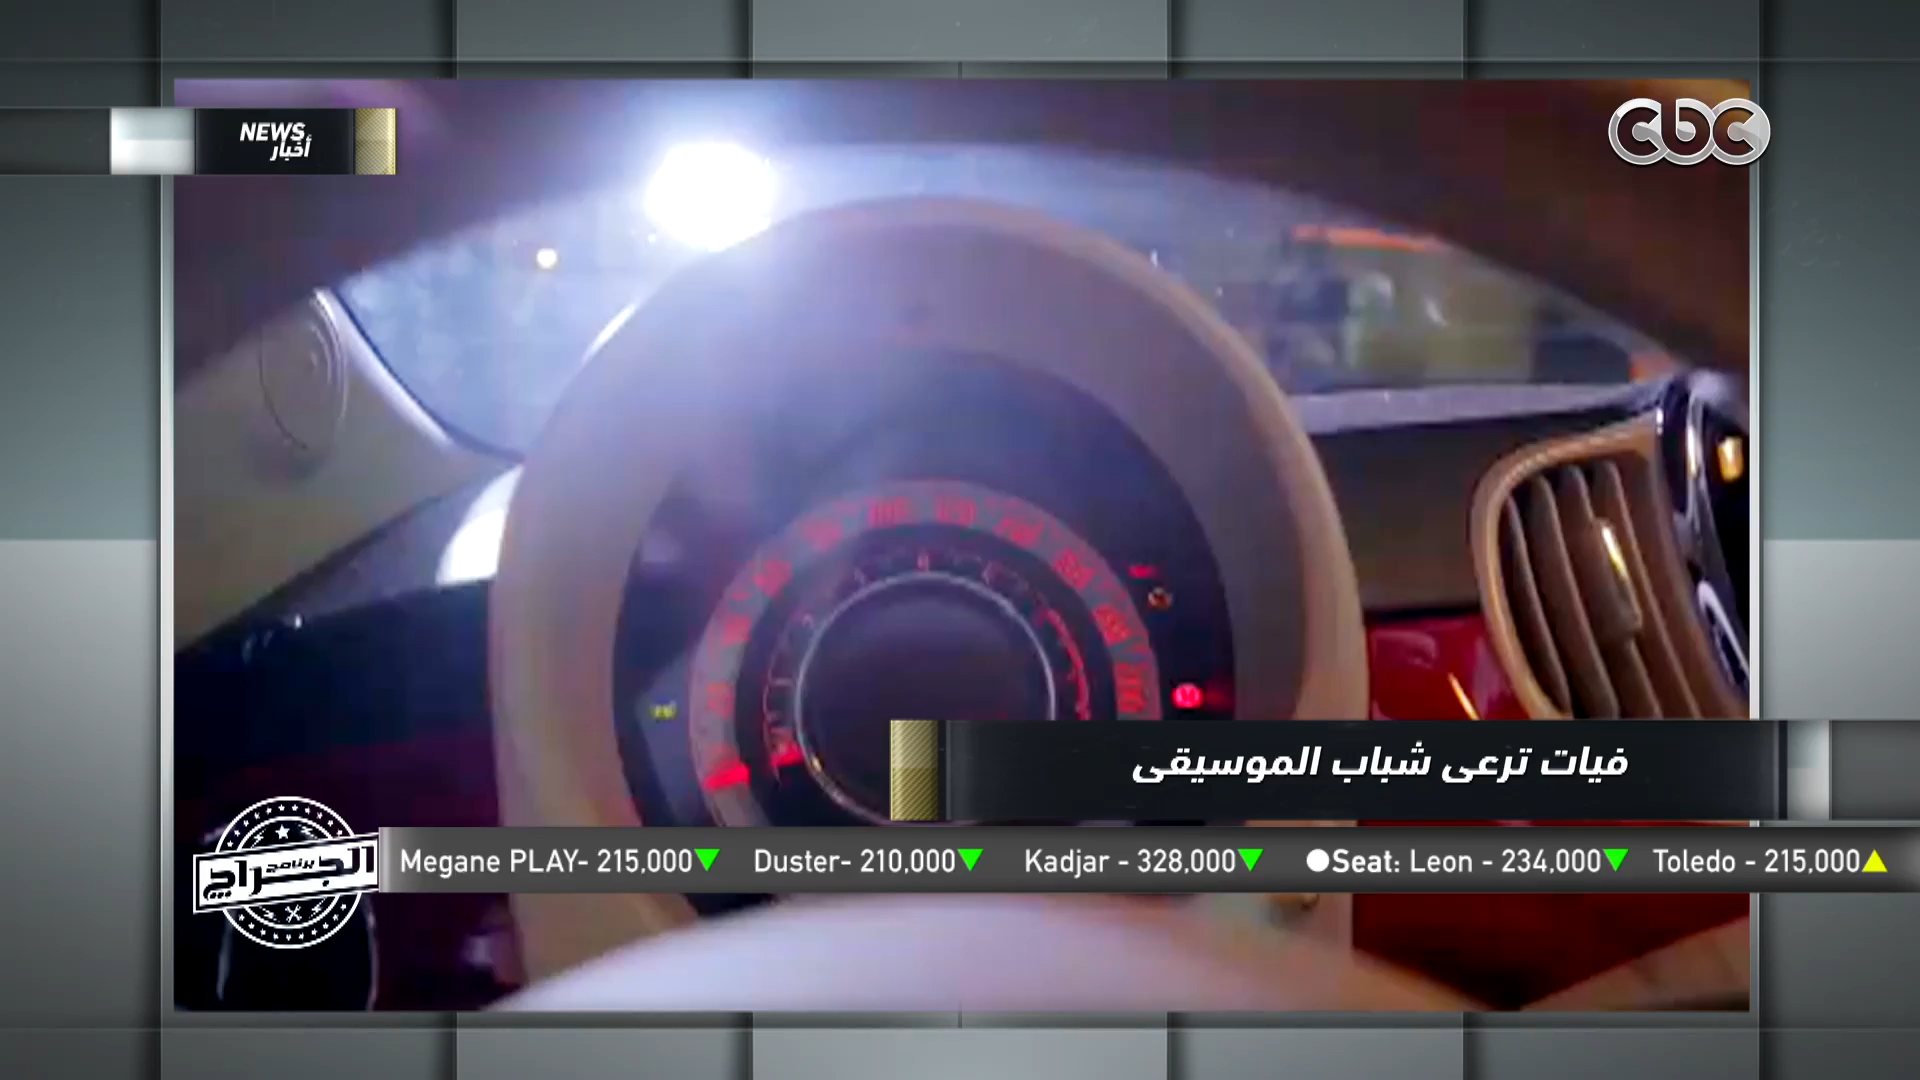 NEWS
أخبار
cbc
فيات ترعى شباب الموسيقى
برنامج
الجراج
Megane PLAY- 215,000▼ Duster- 210,000▼ Kadjar - 328,000▼ ●Seat: Leon - 234,000▼ Toledo - 215,000▲